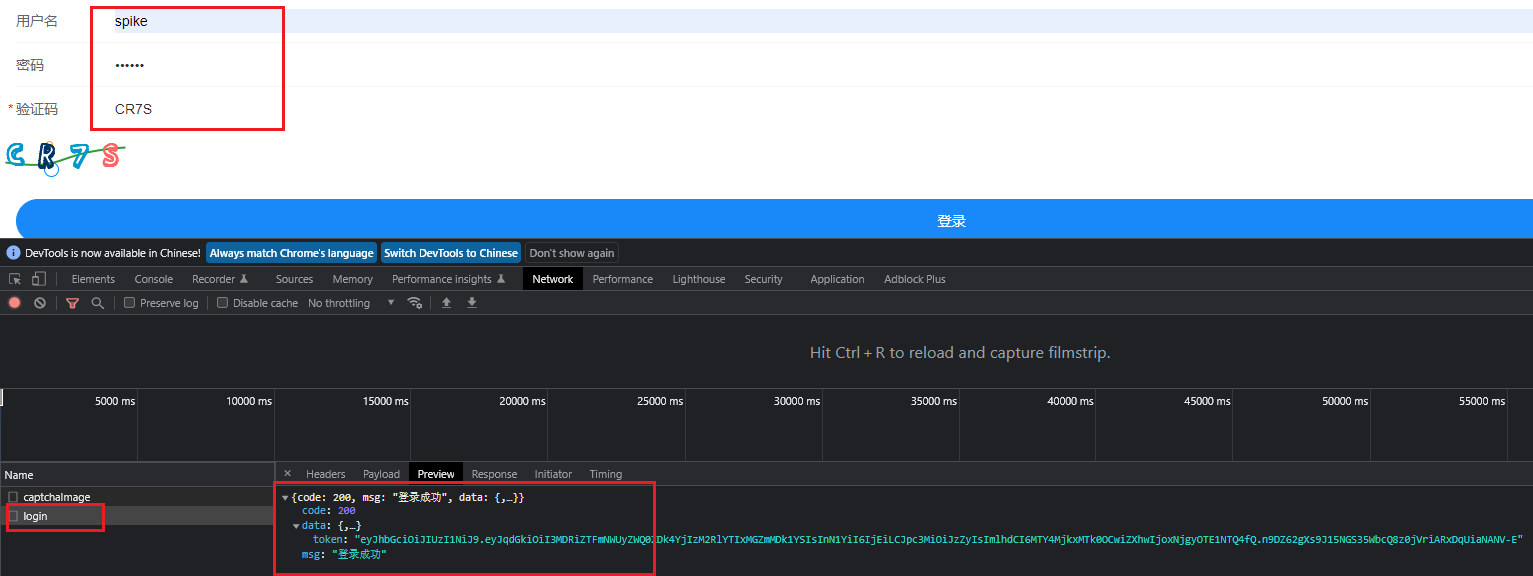 用户名 spike
密码 ••••••
* 验证码 CR7S
CR7S
登录
DevTools is now available in Chinese! Always match Chrome's language Switch DevTools to Chinese Don't show again
Elements Console Recorder Sources Memory Performance insights Network Performance Lighthouse Security Application Adblock Plus
Preserve log Disable cache No throttling
Hit Ctrl + R to reload and capture filmstrip.
5000 ms 10000 ms 15000 ms 20000 ms 25000 ms 30000 ms 35000 ms 40000 ms 45000 ms 50000 ms 55000 ms
Name × Headers Payload Preview Response Initiator Timing
captchaImage
login
{code: 200, msg: "登录成功", data: {,…}}
code: 200
data: {,…}
token:
msg: "登录成功"